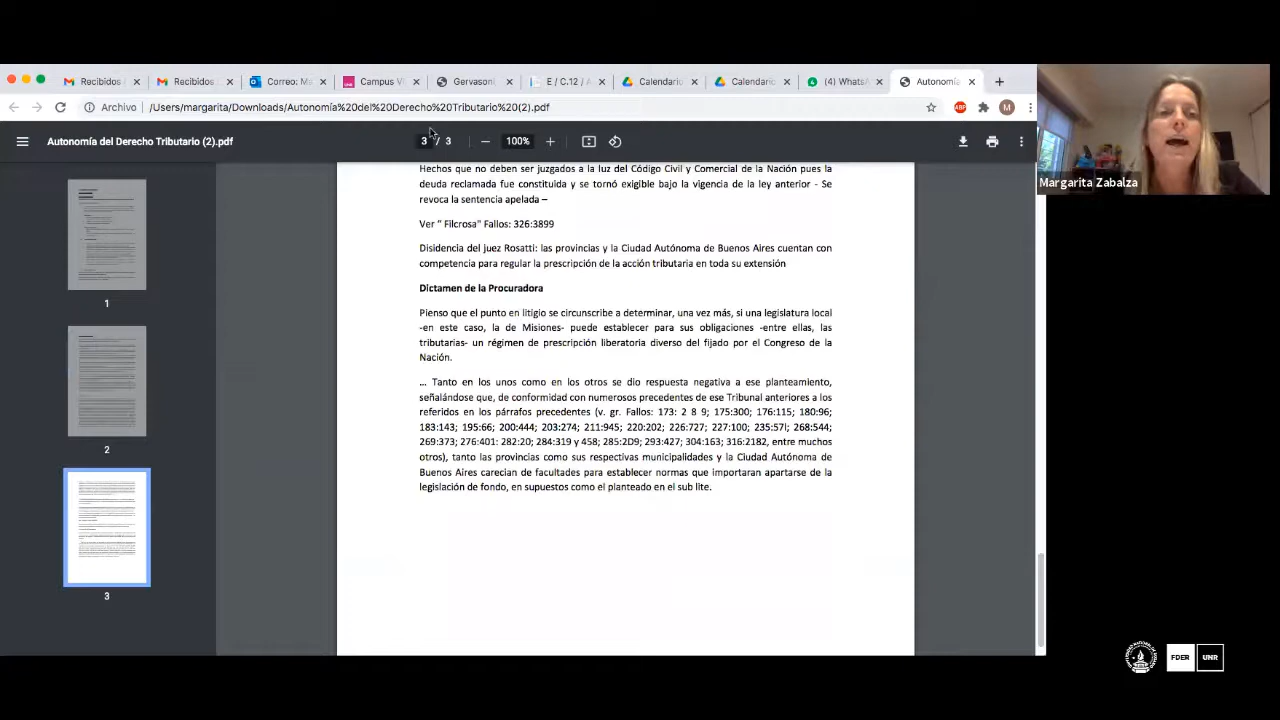 Recibidos
Recibidos
Correo: Ma
Campus V
Gervason
E / C.12 / A
Calendario
Calendario
(4) WhatsA
Autonomía
Archivo
/Users/margarita/Downloads/Autonomía%20del%20Derecho%20Tributario%20(2).pdf
ABP
M
Autonomía del Derecho Tributario (2).pdf
3 / 3
100%
Margarita Zabalza
1
2
3
Hechos que no deben ser juzgados a la luz del Código Civil y Comercial de la Nación pues la
deuda reclamada fue constituida y se tornó exigible bajo la vigencia de la ley anterior - Se
revoca la sentencia apelada –
Ver “ Filcrosa" Fallos: 326:3899
Disidencia del juez Rosatti: las provincias y la Ciudad Autónoma de Buenos Aires cuentan con
competencia para regular la prescripción de la acción tributaria en toda su extensión
Dictamen de la Procuradora
Pienso que el punto en litigio se circunscribe a determinar, una vez más, si una legislatura local
-en este caso, la de Misiones- puede establecer para sus obligaciones -entre ellas, las
tributarias- un régimen de prescripción liberatoria diverso del fijado por el Congreso de la
Nación.
… Tanto en los unos como en los otros se dio respuesta negativa a ese planteamiento,
señalándose que, de conformidad con numerosos precedentes de ese Tribunal anteriores a los
referidos en los párrafos precedentes (v. gr. Fallos: 173: 2 8 9; 175:300; 176:115; 180:96;
183:143; 195:66; 200:444; 203:274; 211:945; 220:202; 226:727; 227:100; 235:57l; 268:544;
269:373; 276:401: 282:20; 284:319 y 458; 285:2D9; 293:427; 304:163; 316:2182, entre muchos
otros), tanto las provincias como sus respectivas municipalidades y la Ciudad Autónoma de
Buenos Aires carecian de facultades para establecer normas que importaran apartarse de la
legislación de fondo, en supuestos como el planteado en el sub lite.
FDER
UNR